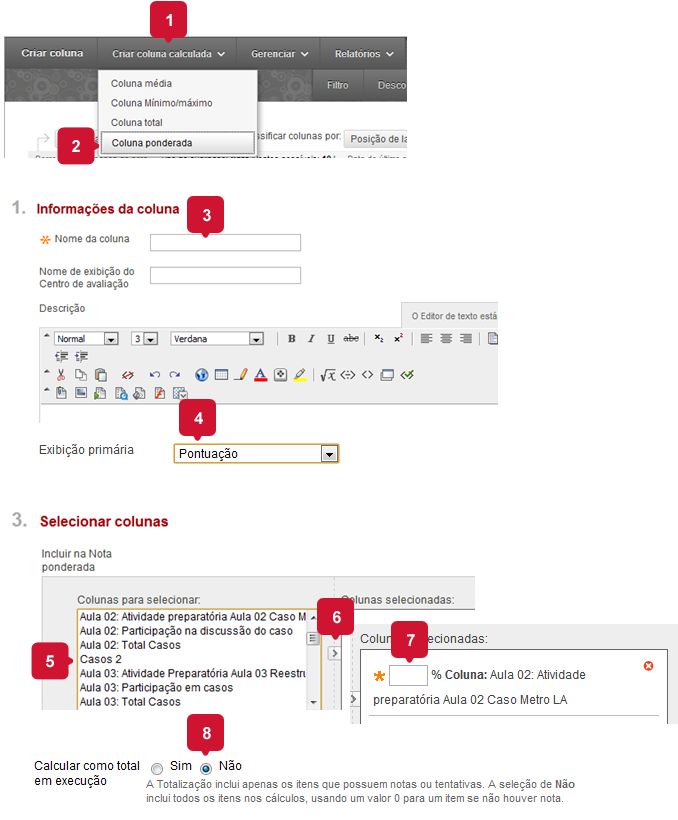 1
Criar coluna Criar coluna calculada Gerenciar Relatórios
Filtro Desco
Coluna média
Coluna Mínimo/máximo
Coluna total
2 Coluna ponderada
ssificar colunas por: Posição de la
1. Informações da coluna 3
Nome da coluna
Nome de exibição do
Centro de avaliação
Descrição
O Editor de texto está
Normal 3 Verdana B I U abc x₂ x²
4
Exibição primária Pontuação
3. Selecionar colunas
Incluir na Nota
ponderada
Colunas para selecionar:
Colunas selecionadas:
Aula 02: Atividade preparatória Aula 02 Caso M
Aula 02: Participação na discussão do caso
Aula 02: Total Casos
5 Casos 2
Aula 03: Atividade Preparatória Aula 03 Reestru
Aula 03: Participação em casos
Aula 03: Total Casos
6
7
Colun ecionadas:
% Coluna: Aula 02: Atividade
preparatória Aula 02 Caso Metro LA
8
Calcular como total
em execução
Sim Não
A Totalização inclui apenas os itens que possuem notas ou tentativas. A seleção de Não
inclui todos os itens nos cálculos, usando um valor 0 para um item se não houver nota.